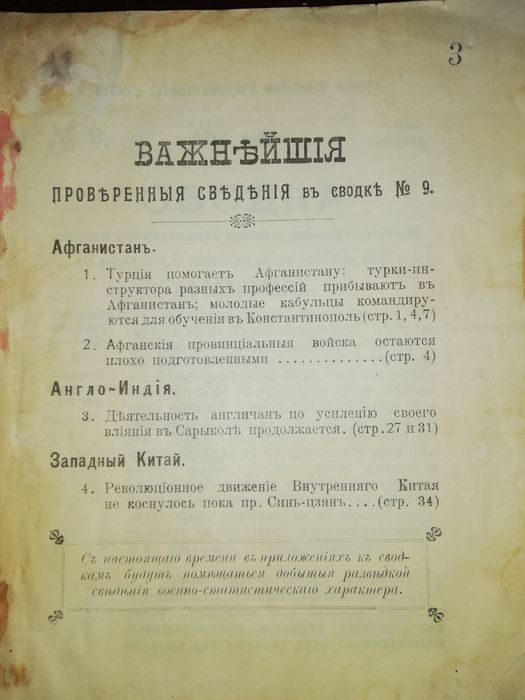 3
ВАЖНѢЙШІЯ
ПРОВѢРЕННЫЯ СВѢДѢНІЯ въ сводкѣ № 9.
Афганистанъ.
1. Турція помогаетъ Афганистану: турки-ин-
структора разныхъ профессій прибываютъ въ
Афганистанъ; молодые кабульцы командиру-
ются для обученія въ Константинополь (стр. 1, 4, 7)
2. Афганскія провинціальныя войска остаются
плохо подготовленными ..............(стр. 4)
Англо-Индія.
3. Дѣятельность англичанъ по усиленію своего
вліянія въ Сарыколѣ продолжается. (стр. 27 и 31)
Западный Китай.
4. Революціонное движеніе Внутренняго Китая
не коснулось пока пр. Синь-цзянъ....(стр. 34)
Съ настоящаго времени въ приложеніяхъ къ свод-
камъ будутъ помѣщаться добытыя развѣдкой
свѣдѣнія военно-статистическаго характера.